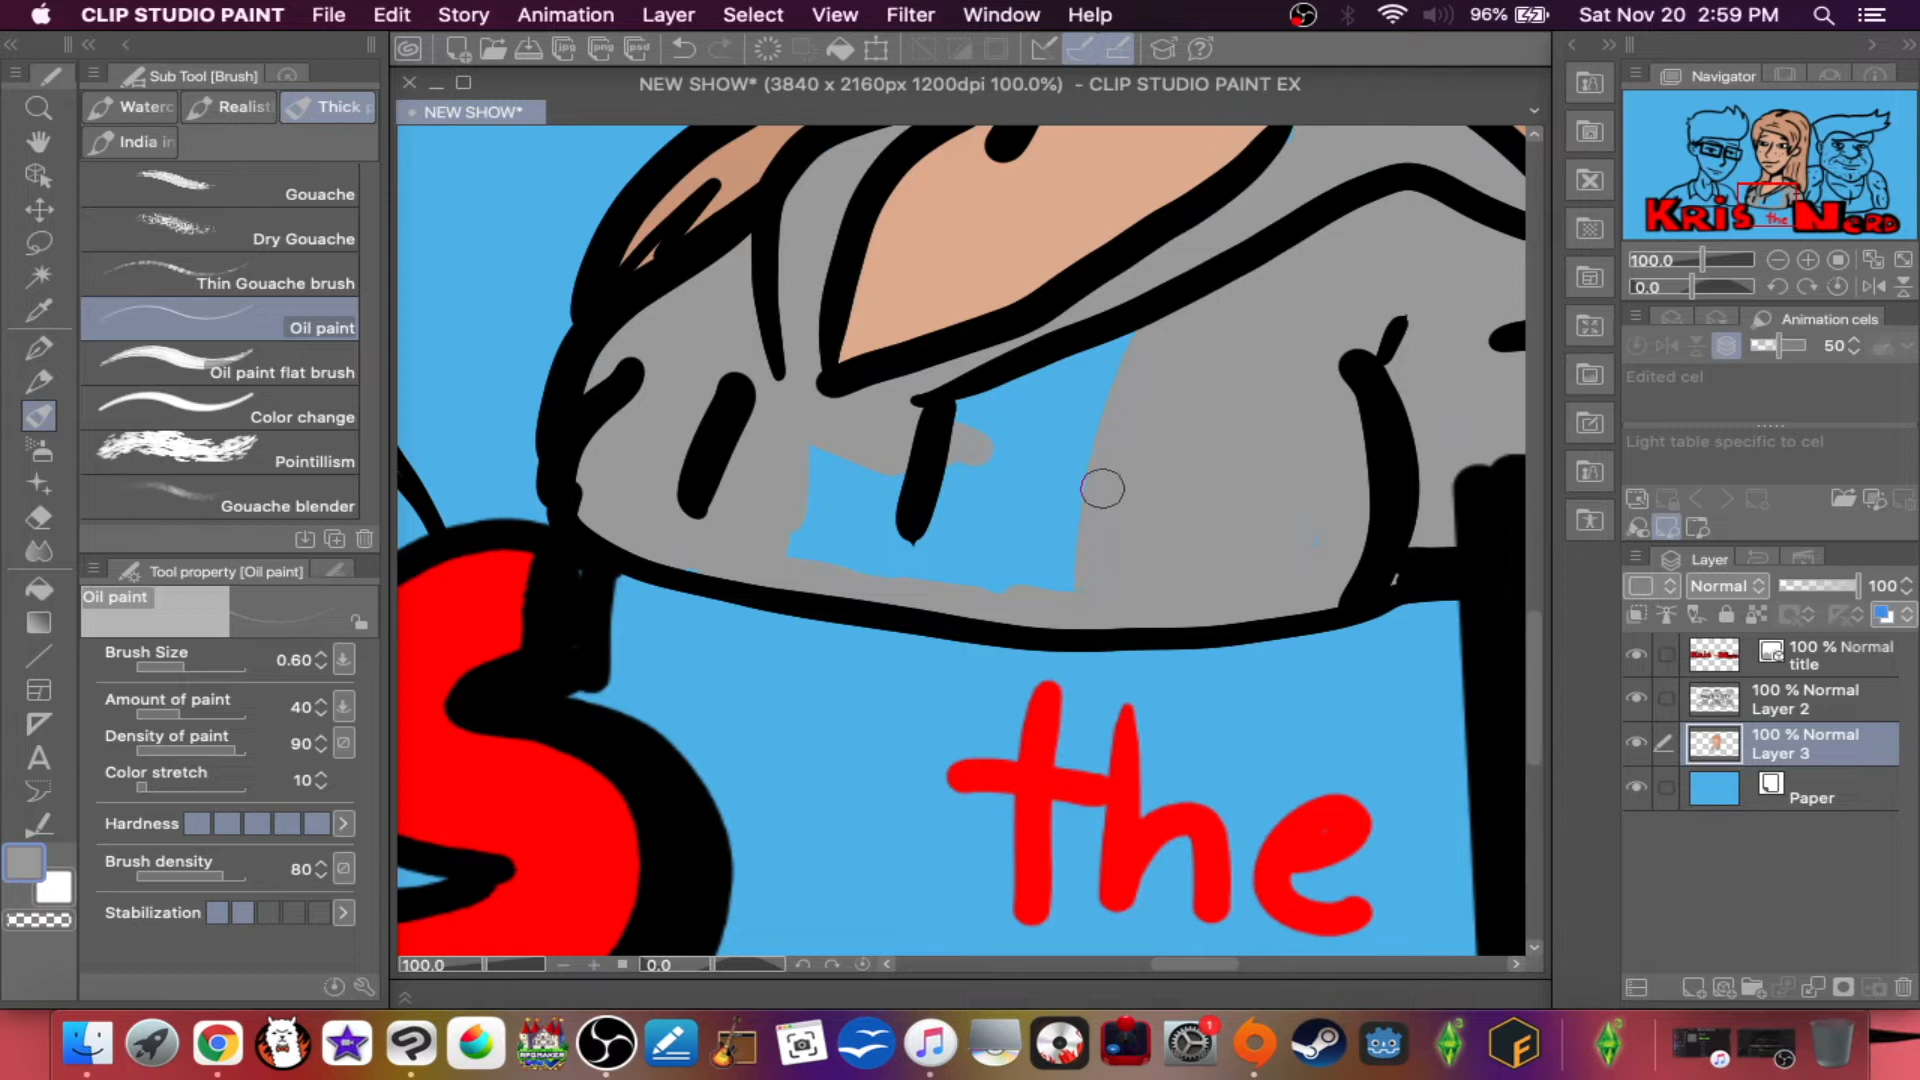 CLIP STUDIO PAINT File Edit Story Animation Layer Select View Filter Window Help 96% Sat Nov 20 2:59 PM
Sub Tool [Brush]
Waterc Realist Thick p
India in
Gouache
Dry Gouache
Thin Gouache brush
Oil paint
Oil paint flat brush
Color change
Pointillism
Gouache blender
Tool property [Oil paint]
Oil paint
Brush Size 0.60
Amount of paint 40
Density of paint 90
Color stretch 10
Hardness
Brush density 80
Stabilization
jpg png psd
NEW SHOW* (3840 x 2160px 1200dpi 100.0%) - CLIP STUDIO PAINT EX
NEW SHOW*
the
100.0 0.0
Navigator
Kris the Nerd
100.0
0.0
Animation cels
50
Edited cel
Light table specific to cel
Layer
Normal 100
100 % Normal
title
100 % Normal
Layer 2
100 % Normal
Layer 3
Paper
RPGMAKER
1